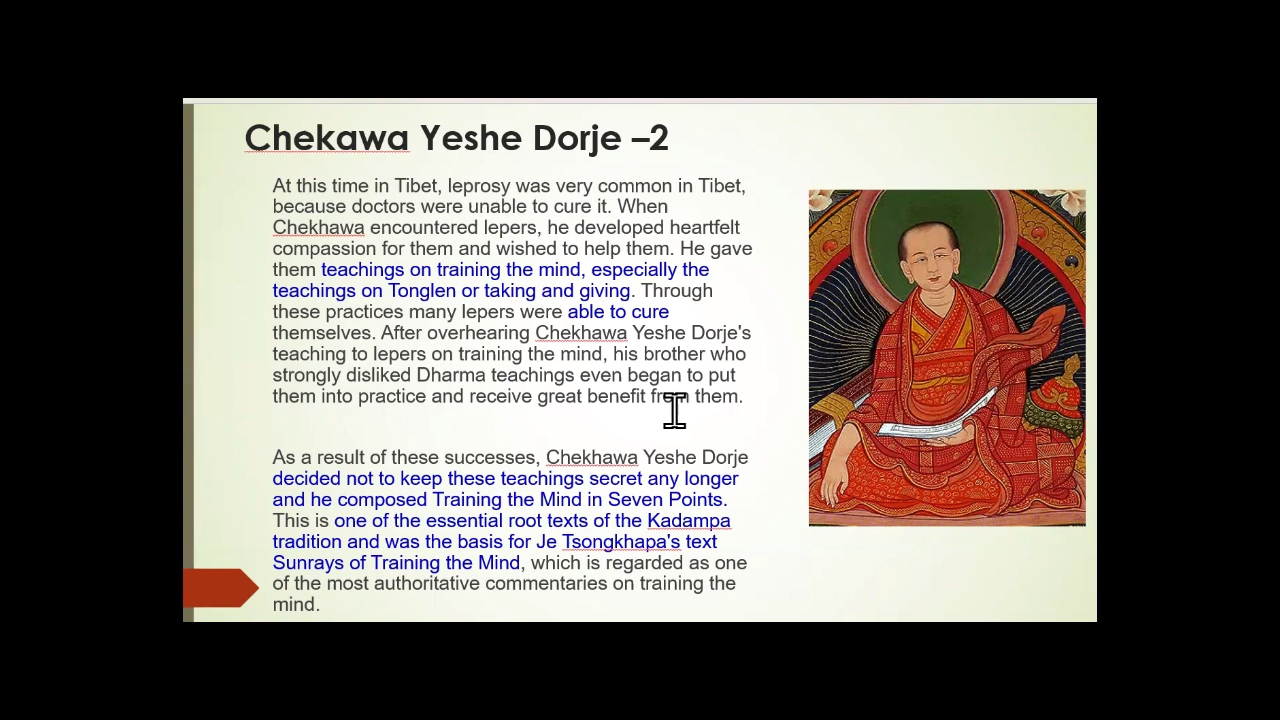 Chekawa Yeshe Dorje –2
At this time in Tibet, leprosy was very common in Tibet,
because doctors were unable to cure it. When
Chekhawa encountered lepers, he developed heartfelt
compassion for them and wished to help them. He gave
them teachings on training the mind, especially the
teachings on Tonglen or taking and giving. Through
these practices many lepers were able to cure
themselves. After overhearing Chekhawa Yeshe Dorje's
teaching to lepers on training the mind, his brother who
strongly disliked Dharma teachings even began to put
them into practice and receive great benefit from them.
As a result of these successes, Chekhawa Yeshe Dorje
decided not to keep these teachings secret any longer
and he composed Training the Mind in Seven Points.
This is one of the essential root texts of the Kadampa
tradition and was the basis for Je Tsongkhapa's text
Sunrays of Training the Mind, which is regarded as one
of the most authoritative commentaries on training the
mind.